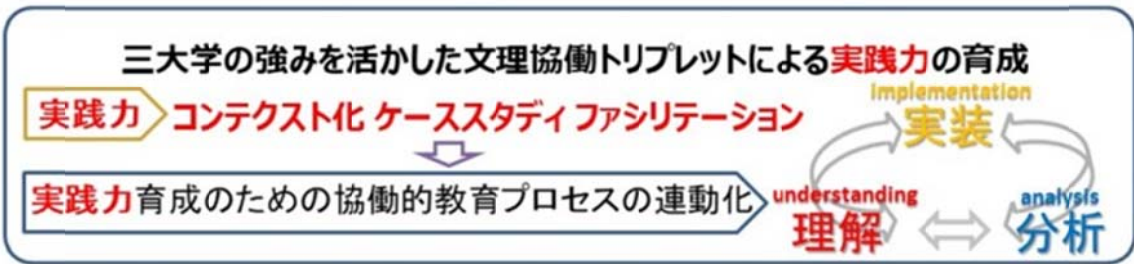 三大学の強みを活かした文理協働トリプレットによる実践力の育成
実践力 コンテクスト化 ケーススタディ ファシリテーション
実践力育成のための協働的教育プロセスの連動化
implementation
実装
understanding
理解
analysis
分析